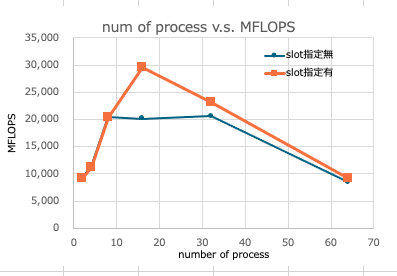 num of process v.s. MFLOPS
35,000
30,000
25,000
20,000
15,000
10,000
5,000
0
MFLOPS
slot指定無
slot指定有
0 10 20 30 40 50 60 70
number of process